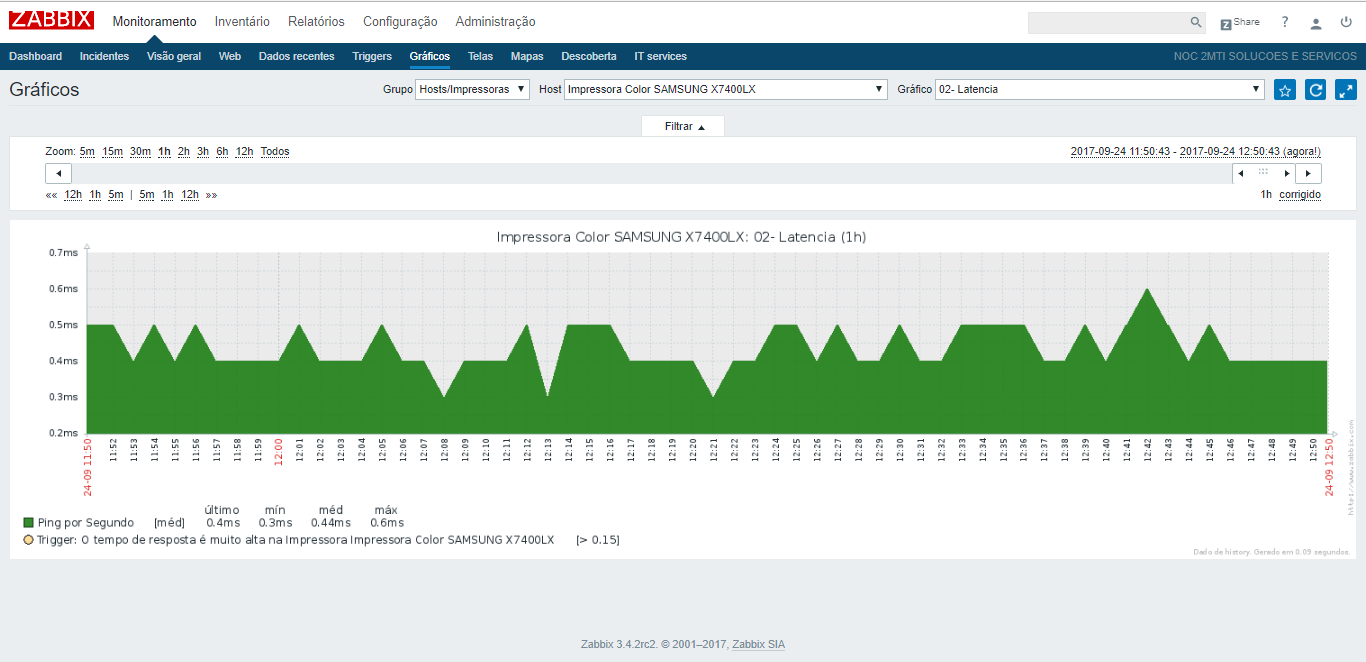 ZABBIX Monitoramento Inventário Relatórios Configuração Administração Z Share ?
Dashboard Incidentes Visão geral Web Dados recentes Triggers Gráficos Telas Mapas Descoberta IT services NOC 2MTI SOLUCOES E SERVICOS
Gráficos Grupo Hosts/Impressoras Host Impressora Color SAMSUNG X7400LX Gráfico 02- Latencia
Filtrar
Zoom: 5m 15m 30m 1h 2h 3h 6h 12h Todos 2017-09-24 11:50:43 - 2017-09-24 12:50:43 (agora!)
«« 12h 1h 5m | 5m 1h 12h »» 1h corrigido
Impressora Color SAMSUNG X7400LX: 02- Latencia (1h)
0.7ms
0.6ms
0.5ms
0.4ms
0.3ms
0.2ms
24-09 11:50 11:52 11:53 11:54 11:55 11:56 11:57 11:58 11:59 12:00 12:01 12:02 12:03 12:04 12:05 12:06 12:07 12:08 12:09 12:10 12:11 12:12 12:13 12:14 12:15 12:16 12:17 12:18 12:19 12:20 12:21 12:22 12:23 12:24 12:25 12:26 12:27 12:28 12:29 12:30 12:31 12:32 12:33 12:34 12:35 12:36 12:37 12:38 12:39 12:40 12:41 12:42 12:43 12:44 12:45 12:46 12:47 12:48 12:49 12:50 24-09 12:50
http://www.zabbix.com
último mín méd máx
Ping por Segundo [méd] 0.4ms 0.3ms 0.44ms 0.6ms
Trigger: O tempo de resposta é muito alta na Impressora Impressora Color SAMSUNG X7400LX [> 0.15]
Dado de history. Gerado em 0.09 segundos.
Zabbix 3.4.2rc2. © 2001–2017, Zabbix SIA